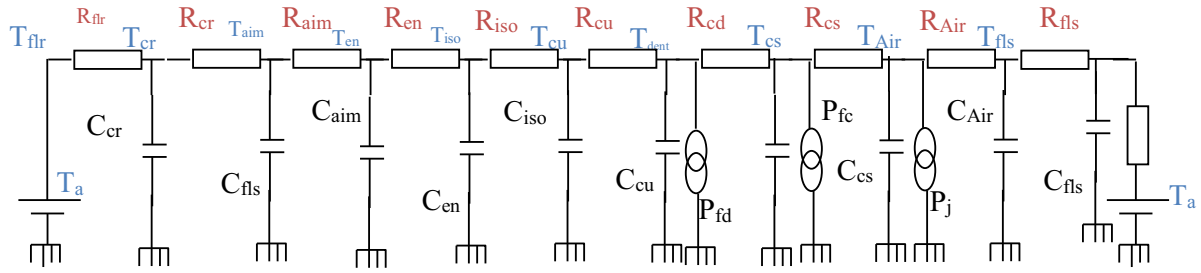 R_flr R_cr R_aim R_en R_iso R_cu R_cd R_cs R_Air R_fls
T_flr T_cr T_aim T_en T_iso T_cu T_dent T_cs T_Air T_fls
C_cr C_aim C_iso P_fc C_Air
T_a C_fls C_en C_cu C_cs C_fls T_a
P_fd P_j